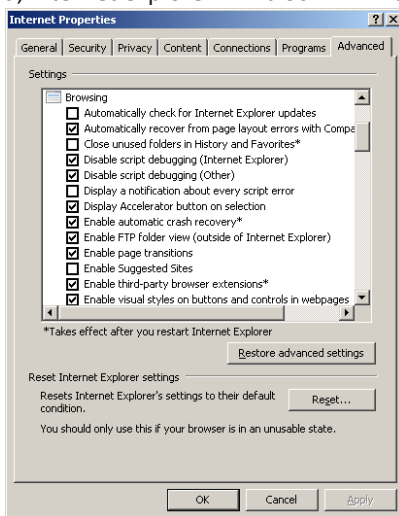 Internet Properties
General Security Privacy Content Connections Programs Advanced
Settings
Browsing
Automatically check for Internet Explorer updates
Automatically recover from page layout errors with Compa
Close unused folders in History and Favorites*
Disable script debugging (Internet Explorer)
Disable script debugging (Other)
Display a notification about every script error
Display Accelerator button on selection
Enable automatic crash recovery*
Enable FTP folder view (outside of Internet Explorer)
Enable page transitions
Enable Suggested Sites
Enable third-party browser extensions*
Enable visual styles on buttons and controls in webpages
*Takes effect after you restart Internet Explorer
Restore advanced settings
Reset Internet Explorer settings
Resets Internet Explorer's settings to their default
condition.
Reset...
You should only use this if your browser is in an unusable state.
OK Cancel Apply